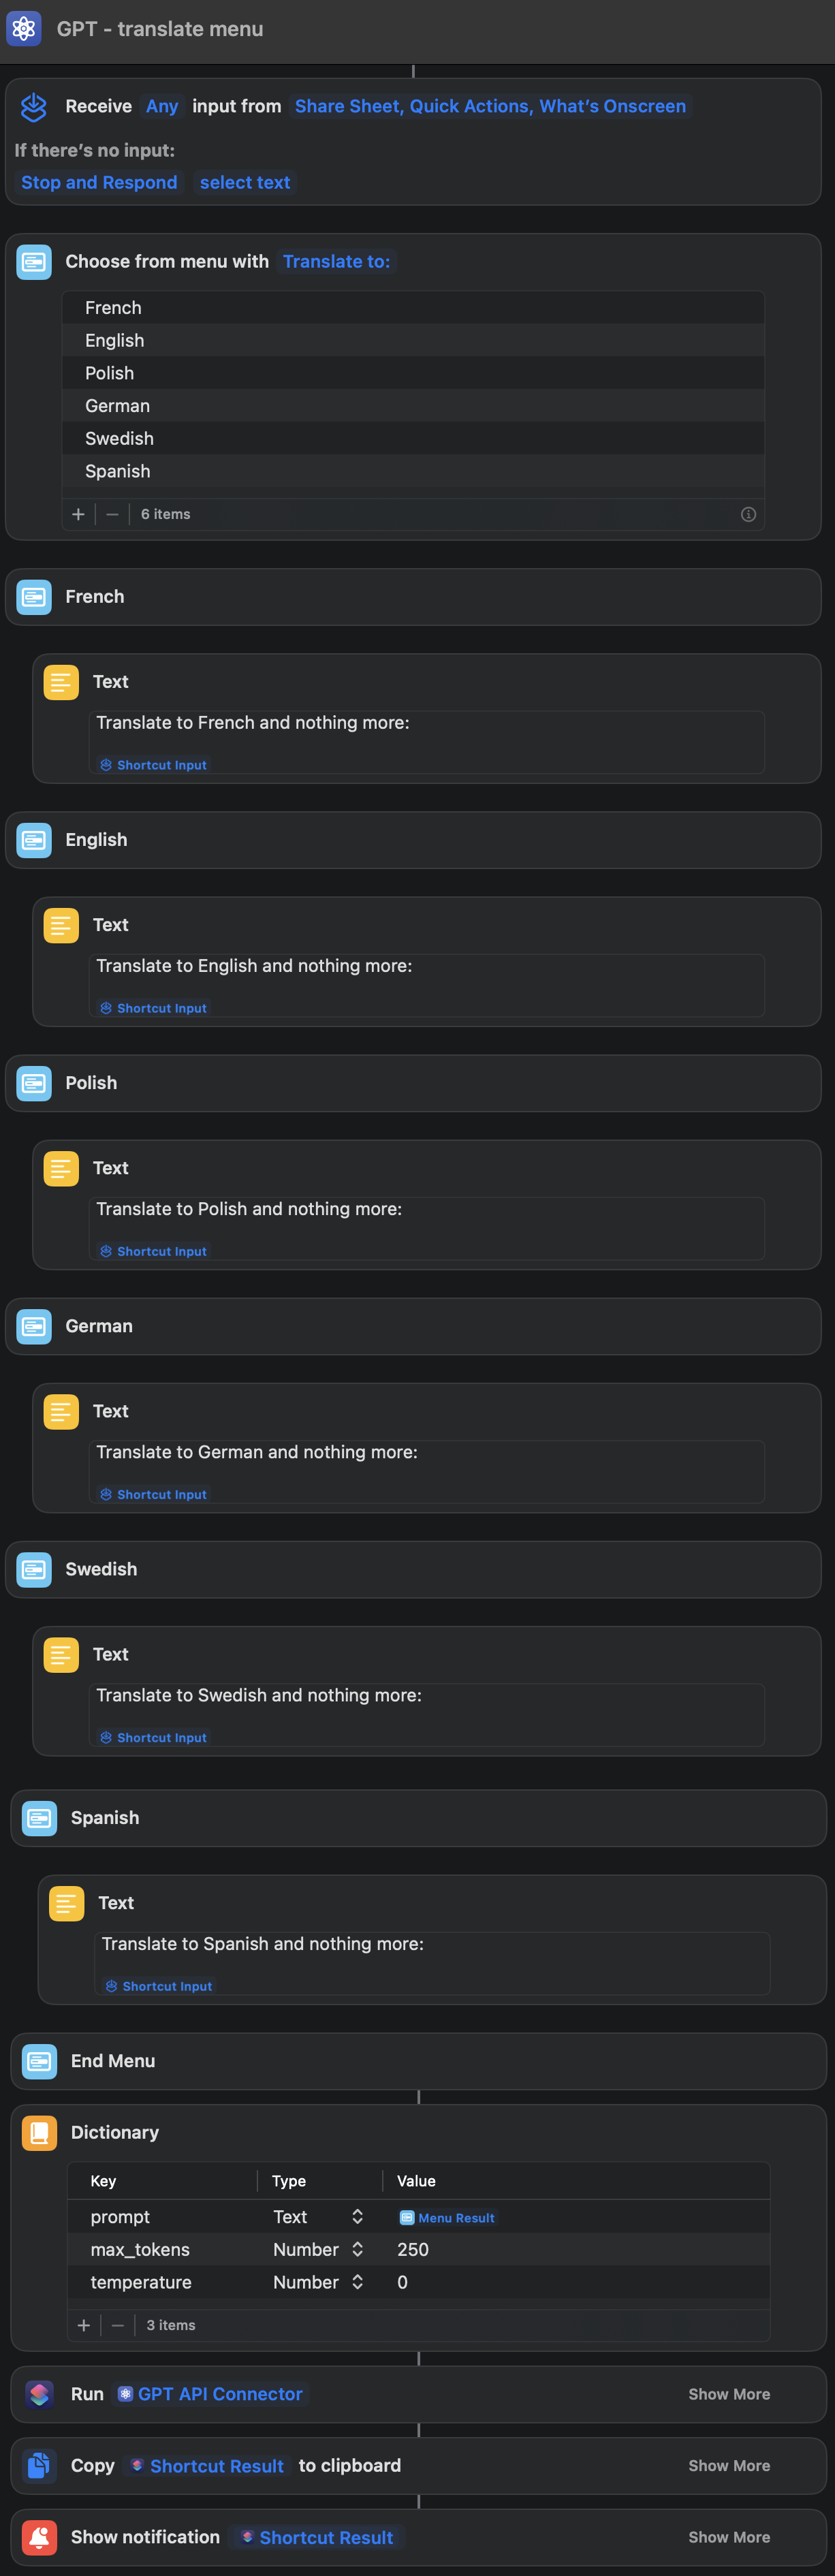 GPT - translate menu
Receive Any input from Share Sheet, Quick Actions, What's Onscreen
If there's no input:
Stop and Respond select text
Choose from menu with Translate to:
French
English
Polish
German
Swedish
Spanish
6 items
French
Text
Translate to French and nothing more:
Shortcut Input
English
Text
Translate to English and nothing more:
Shortcut Input
Polish
Text
Translate to Polish and nothing more:
Shortcut Input
German
Text
Translate to German and nothing more:
Shortcut Input
Swedish
Text
Translate to Swedish and nothing more:
Shortcut Input
Spanish
Text
Translate to Spanish and nothing more:
Shortcut Input
End Menu
Dictionary
Key Type Value
prompt Text Menu Result
max_tokens Number 250
temperature Number 0
3 items
Run GPT API Connector Show More
Copy Shortcut Result to clipboard Show More
Show notification Shortcut Result Show More